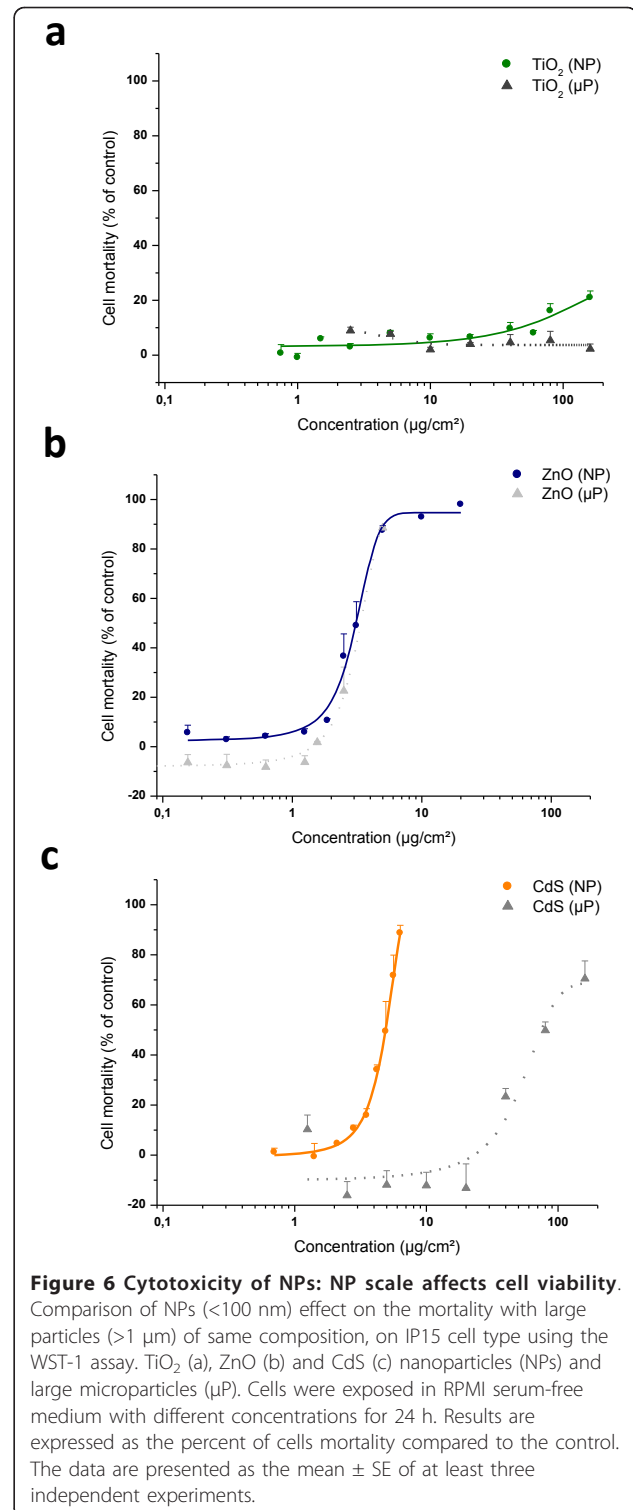 a
TiO₂ (NP)
TiO₂ (µP)
100
80
60
40
20
0
Cell mortality (% of control)
0,1
1
10
100
Concentration (µg/cm²)
b
ZnO (NP)
ZnO (µP)
100
80
60
40
20
0
-20
Cell mortality (% of control)
0,1
1
10
100
Concentration (µg/cm²)
c
CdS (NP)
CdS (µP)
100
80
60
40
20
0
-20
Cell mortality (% of control)
0,1
1
10
100
Concentration (µg/cm²)
Figure 6 Cytotoxicity of NPs: NP scale affects cell viability.
Comparison of NPs (<100 nm) effect on the mortality with large
particles (>1 μm) of same composition, on IP15 cell type using the
WST-1 assay. TiO₂ (a), ZnO (b) and CdS (c) nanoparticles (NPs) and
large microparticles (μP). Cells were exposed in RPMI serum-free
medium with different concentrations for 24 h. Results are
expressed as the percent of cells mortality compared to the control.
The data are presented as the mean ± SE of at least three
independent experiments.